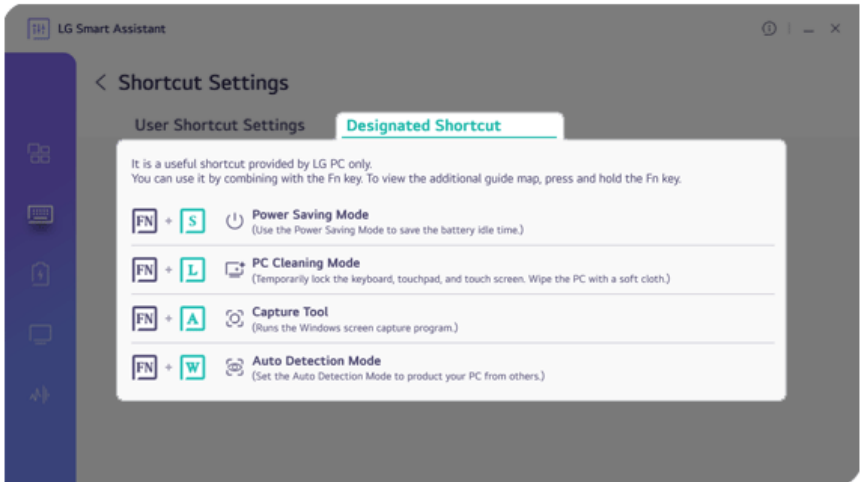 LG Smart Assistant
Shortcut Settings
User Shortcut Settings
Designated Shortcut
It is a useful shortcut provided by LG PC only.
You can use it by combining with the Fn key. To view the additional guide map, press and hold the Fn key.
FN + S Power Saving Mode
(Use the Power Saving Mode to save the battery idle time.)
FN + L PC Cleaning Mode
(Temporarily lock the keyboard, touchpad, and touch screen. Wipe the PC with a soft cloth.)
FN + A Capture Tool
(Runs the Windows screen capture program.)
FN + W Auto Detection Mode
(Set the Auto Detection Mode to product your PC from others.)